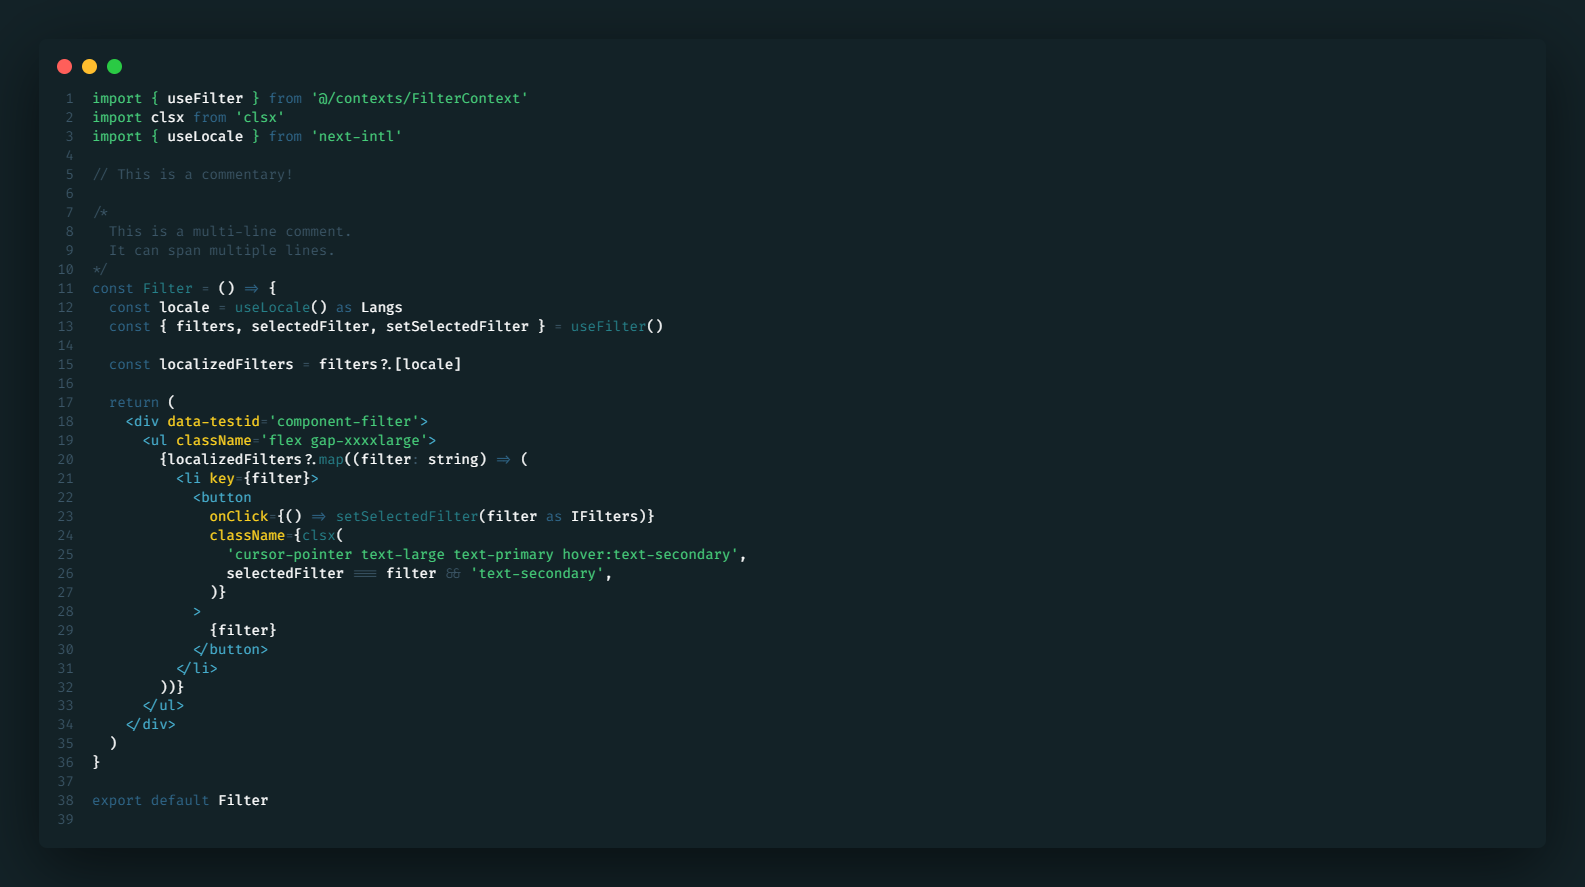 1 import { useFilter } from '@/contexts/FilterContext'
2 import clsx from 'clsx'
3 import { useLocale } from 'next-intl'
4
5 // This is a commentary!
6
7 /*
8   This is a multi-line comment.
9   It can span multiple lines.
10 */
11 const Filter = () => {
12   const locale = useLocale() as Langs
13   const { filters, selectedFilter, setSelectedFilter } = useFilter()
14
15   const localizedFilters = filters?.[locale]
16
17   return (
18     <div data-testid='component-filter'>
19       <ul className='flex gap-xxxxlarge'>
20         {localizedFilters?.map((filter: string) => (
21           <li key={filter}>
22             <button
23               onClick={() => setSelectedFilter(filter as IFilters)}
24               className={clsx(
25                 'cursor-pointer text-large text-primary hover:text-secondary',
26                 selectedFilter === filter && 'text-secondary',
27               )}
28             >
29               {filter}
30             </button>
31           </li>
32         ))}
33       </ul>
34     </div>
35   )
36 }
37
38 export default Filter
39